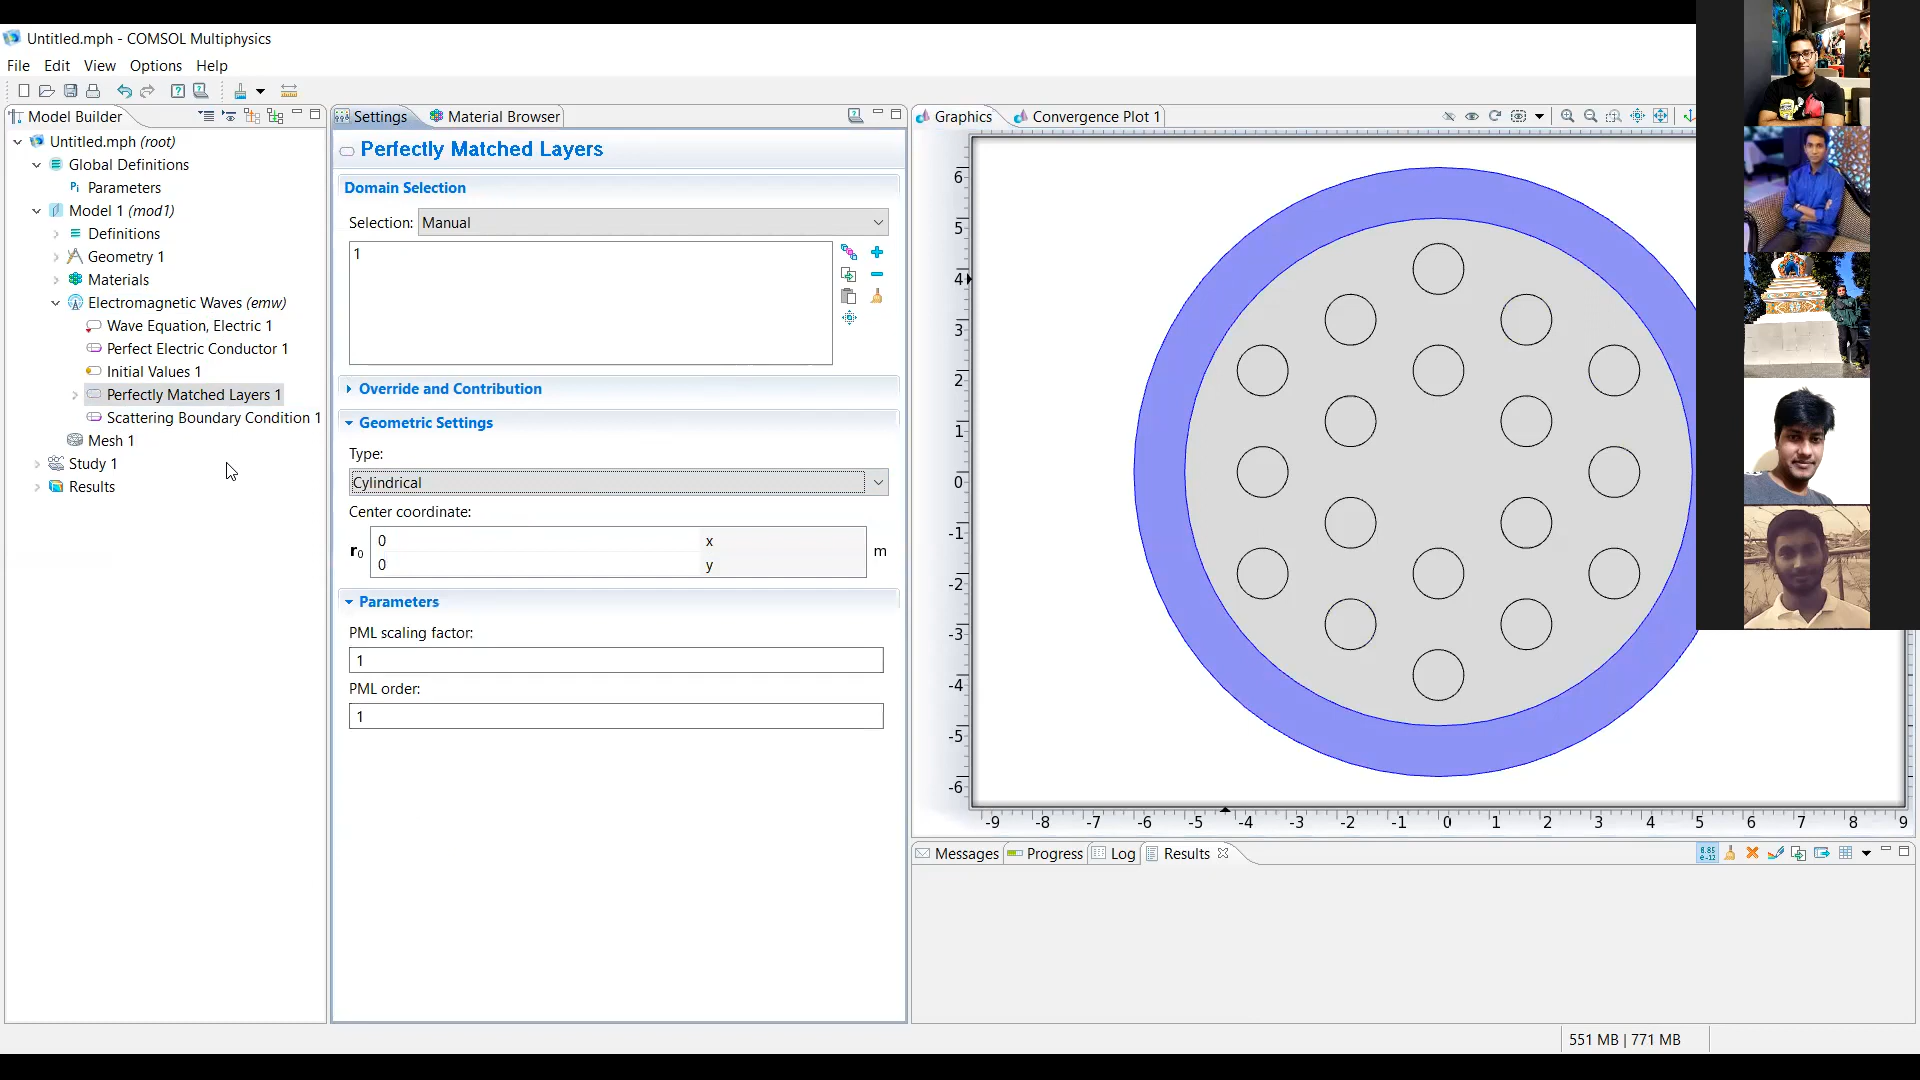 Untitled.mph - COMSOL Multiphysics
File Edit View Options Help
Model Builder
Untitled.mph (root)
Global Definitions
Pi Parameters
Model 1 (mod1)
Definitions
Geometry 1
Materials
Electromagnetic Waves (emw)
Wave Equation, Electric 1
Perfect Electric Conductor 1
Initial Values 1
Perfectly Matched Layers 1
Scattering Boundary Condition 1
Mesh 1
Study 1
Results
Settings Material Browser
Perfectly Matched Layers
Domain Selection
Selection: Manual
1
Override and Contribution
Geometric Settings
Type:
Cylindrical
Center coordinate:
r0 0 x m
0 y
Parameters
PML scaling factor:
1
PML order:
1
Graphics Convergence Plot 1
6
5
4
3
2
1
0
-1
-2
-3
-4
-5
-6
-9 -8 -7 -6 -5 -4 -3 -2 -1 0 1 2 3 4 5 6 7 8 9
Messages Progress Log Results
8.85
e-12
551 MB | 771 MB